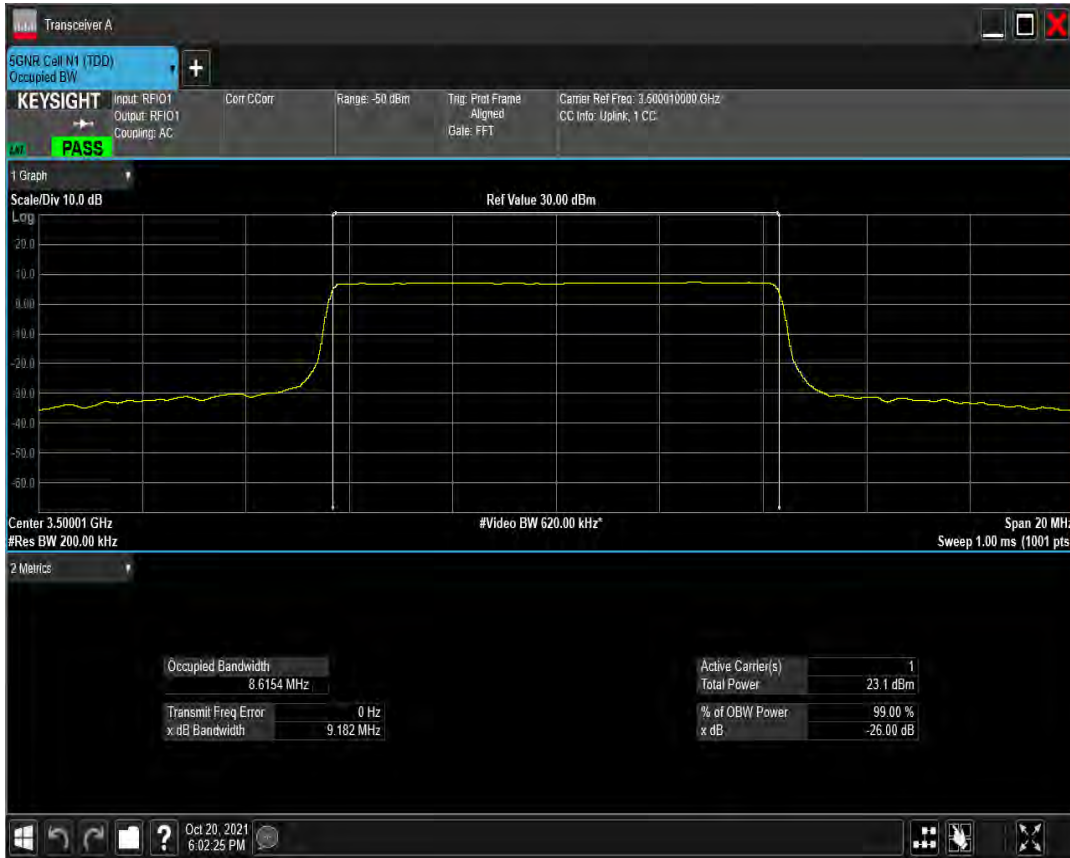 Transceiver A
5GNR Cell N1 (TDD)
Occupied BW
+
KEYSIGHT
Input: RFIO1
Output: RFIO1
Coupling: AC
PASS
Corr CCorr
Range: -50 dBm
Trig: Prot Frame
Aligned
Gate: FFT
Carrier Ref Freq: 3.500010000 GHz
CC Info: Uplink, 1 CC
1 Graph
Scale/Div 10.0 dB
Ref Value 30.00 dBm
Log
20.0
10.0
0.00
-10.0
-20.0
-30.0
-40.0
-50.0
-60.0
Center 3.50001 GHz
#Video BW 620.00 kHz*
Span 20 MHz
#Res BW 200.00 kHz
Sweep 1.00 ms (1001 pts
2 Metrics
Occupied Bandwidth
8.6154 MHz
Transmit Freq Error 0 Hz
x dB Bandwidth 9.182 MHz
Active Carrier(s) 1
Total Power 23.1 dBm
% of OBW Power 99.00 %
x dB -26.00 dB
?
Oct 20, 2021
6:02:25 PM